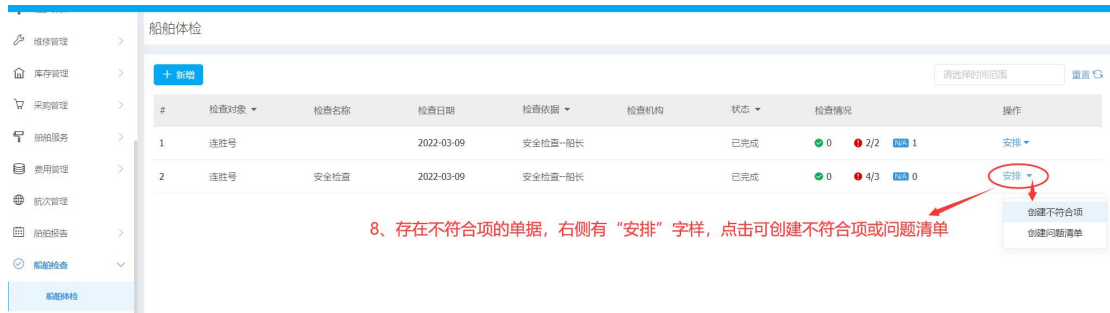 船舶体检
维修管理
库存管理
采购管理
船舶服务
费用管理
航次管理
船舶报告
船舶检查
船舶体检
+ 新增
请选择时间范围
重置
# 检查对象 检查名称 检查日期 检查依据 检查机构 状态 检查情况 操作
1 连胜号 2022-03-09 安全检查--船长 已完成 0 2/2 N/A 1 安排
2 连胜号 安全检查 2022-03-09 安全检查--船长 已完成 0 4/3 N/A 0 安排
创建不符合项
创建问题清单
8、存在不符合项的单据，右侧有“安排”字样，点击可创建不符合项或问题清单